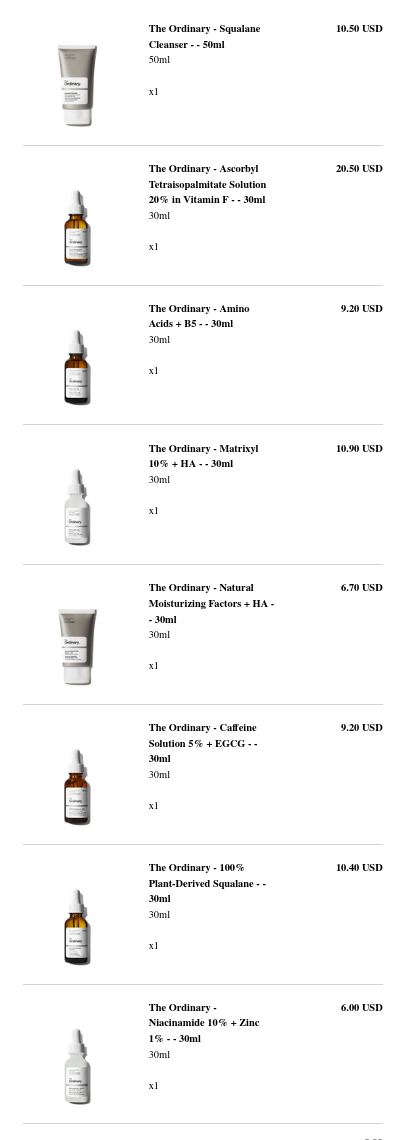 The Ordinary - Squalane 10.50 USD
Cleanser - - 50ml
50ml
x1
The Ordinary - Ascorbyl 20.50 USD
Tetraisopalmitate Solution
20% in Vitamin F - - 30ml
30ml
x1
The Ordinary - Amino 9.20 USD
Acids + B5 - - 30ml
30ml
x1
The Ordinary - Matrixyl 10.90 USD
10% + HA - - 30ml
30ml
x1
The Ordinary - Natural 6.70 USD
Moisturizing Factors + HA -
- 30ml
30ml
x1
The Ordinary - Caffeine 9.20 USD
Solution 5% + EGCG - -
30ml
30ml
x1
The Ordinary - 100% 10.40 USD
Plant-Derived Squalane - -
30ml
30ml
x1
The Ordinary - 6.00 USD
Niacinamide 10% + Zinc
1% - - 30ml
30ml
x1